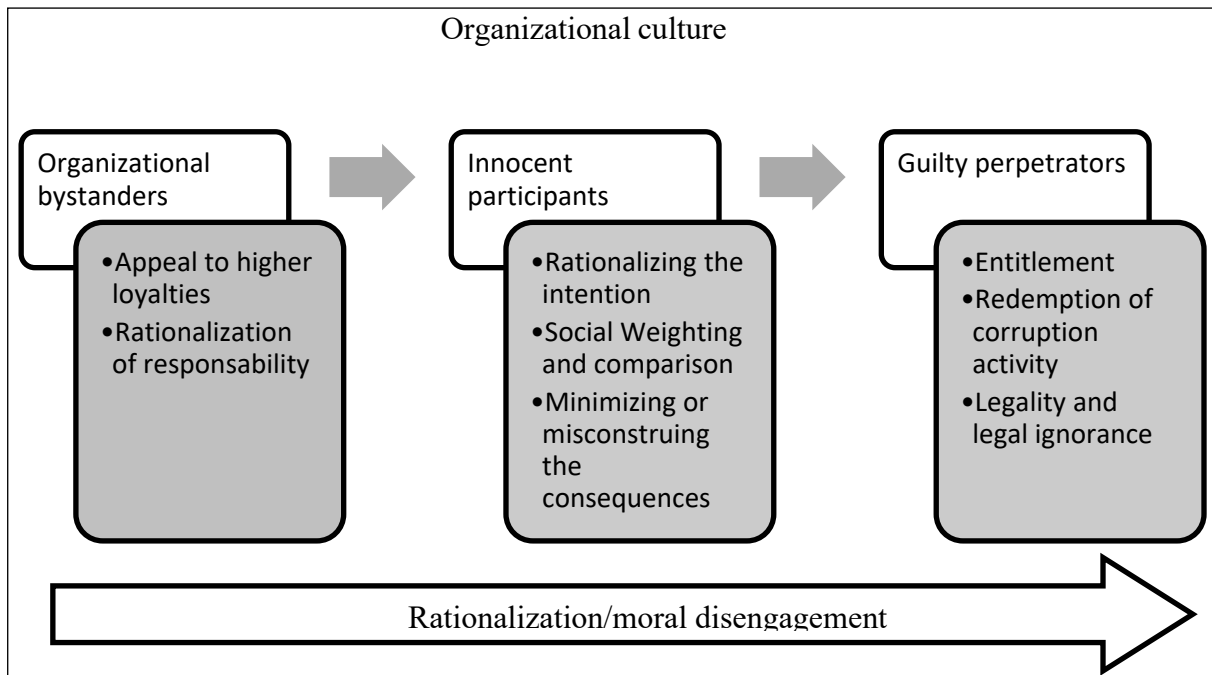 Organizational culture
Organizational
bystanders
•Appeal to higher
loyalties
•Rationalization
of responsability
Innocent
participants
•Rationalizing the
intention
•Social Weighting
and comparison
•Minimizing or
misconstruing
the
consequences
Guilty perpetrators
•Entitlement
•Redemption of
corruption
activity
•Legality and
legal ignorance
Rationalization/moral disengagement